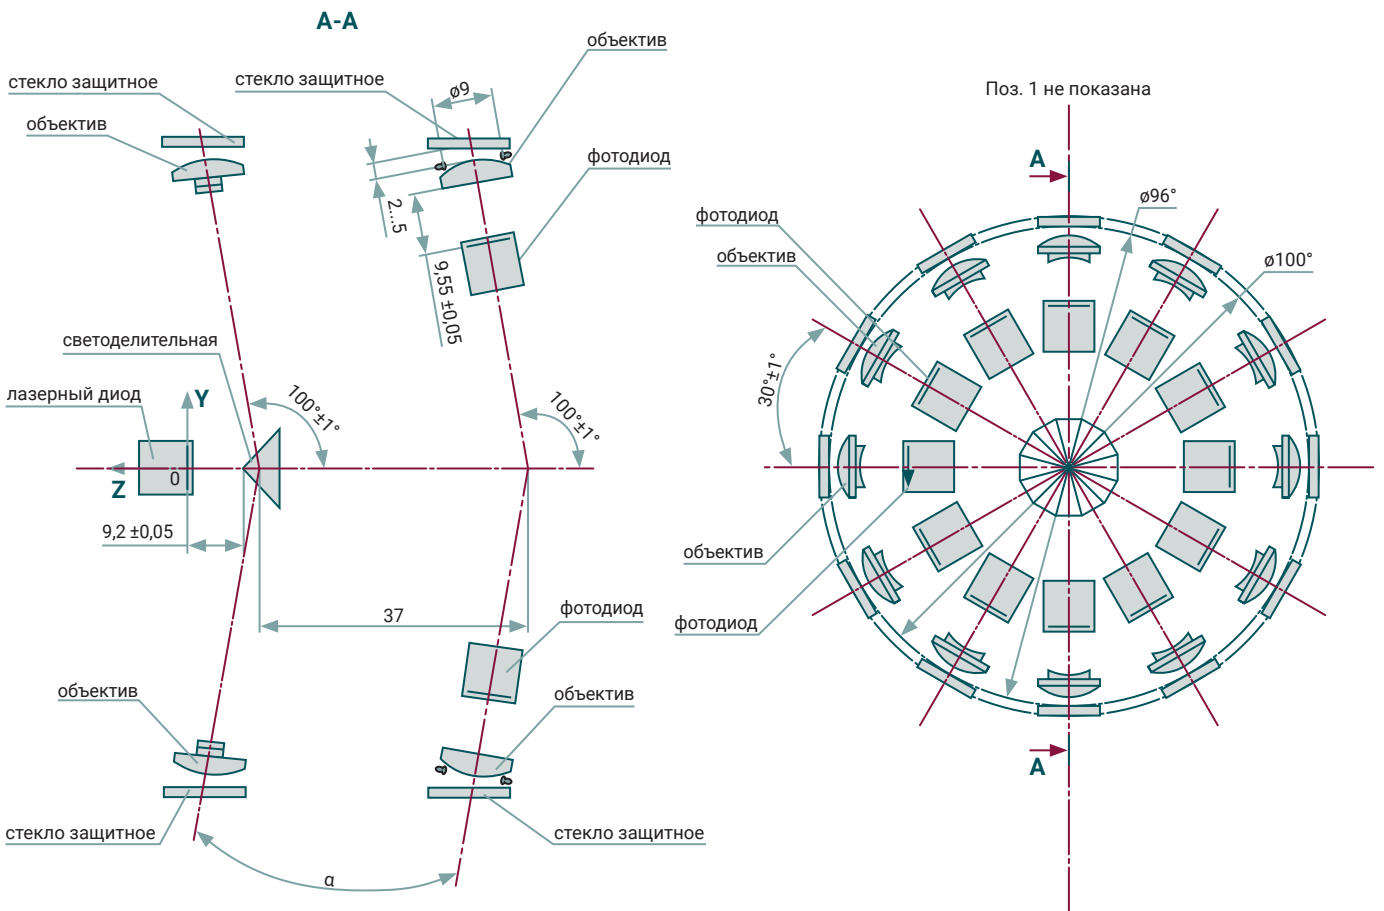 А-А
объектив
стекло защитное
стекло защитное
ø9
объектив
фотодиод
2...5
9,55 ±0,05
светоделительная
лазерный диод
Y
100°±1°
100°±1°
0
Z
9,2 ±0,05
37
фотодиод
объектив
объектив
стекло защитное
стекло защитное
α
Поз. 1 не показана
А
ø96°
фотодиод
объектив
ø100°
30°±1°
объектив
фотодиод
А